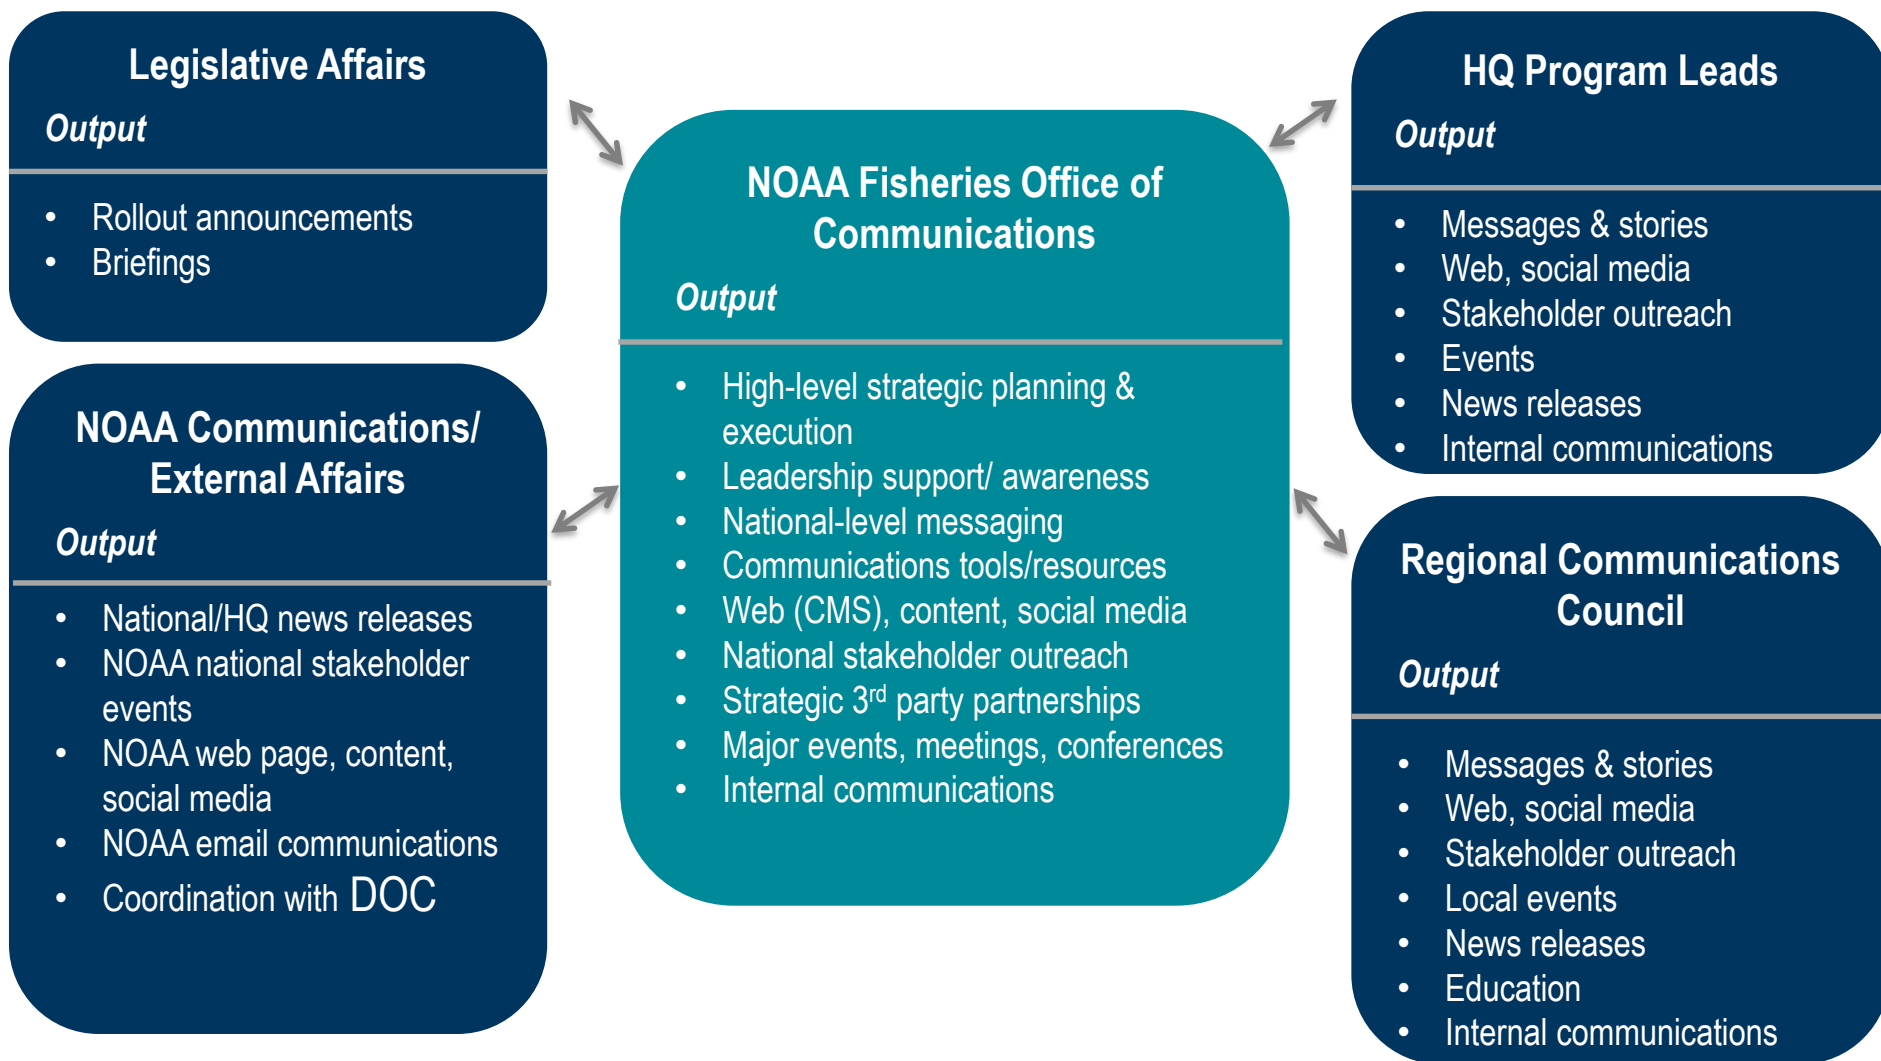 Legislative Affairs
Output
• Rollout announcements
• Briefings
NOAA Communications/
External Affairs
Output
• National/HQ news releases
• NOAA national stakeholder
events
• NOAA web page, content,
social media
• NOAA email communications
• Coordination with DOC
NOAA Fisheries Office of
Communications
Output
• High-level strategic planning &
execution
• Leadership support/ awareness
• National-level messaging
• Communications tools/resources
• Web (CMS), content, social media
• National stakeholder outreach
• Strategic 3rd party partnerships
• Major events, meetings, conferences
• Internal communications
HQ Program Leads
Output
• Messages & stories
• Web, social media
• Stakeholder outreach
• Events
• News releases
• Internal communications
Regional Communications
Council
Output
• Messages & stories
• Web, social media
• Stakeholder outreach
• Local events
• News releases
• Education
• Internal communications